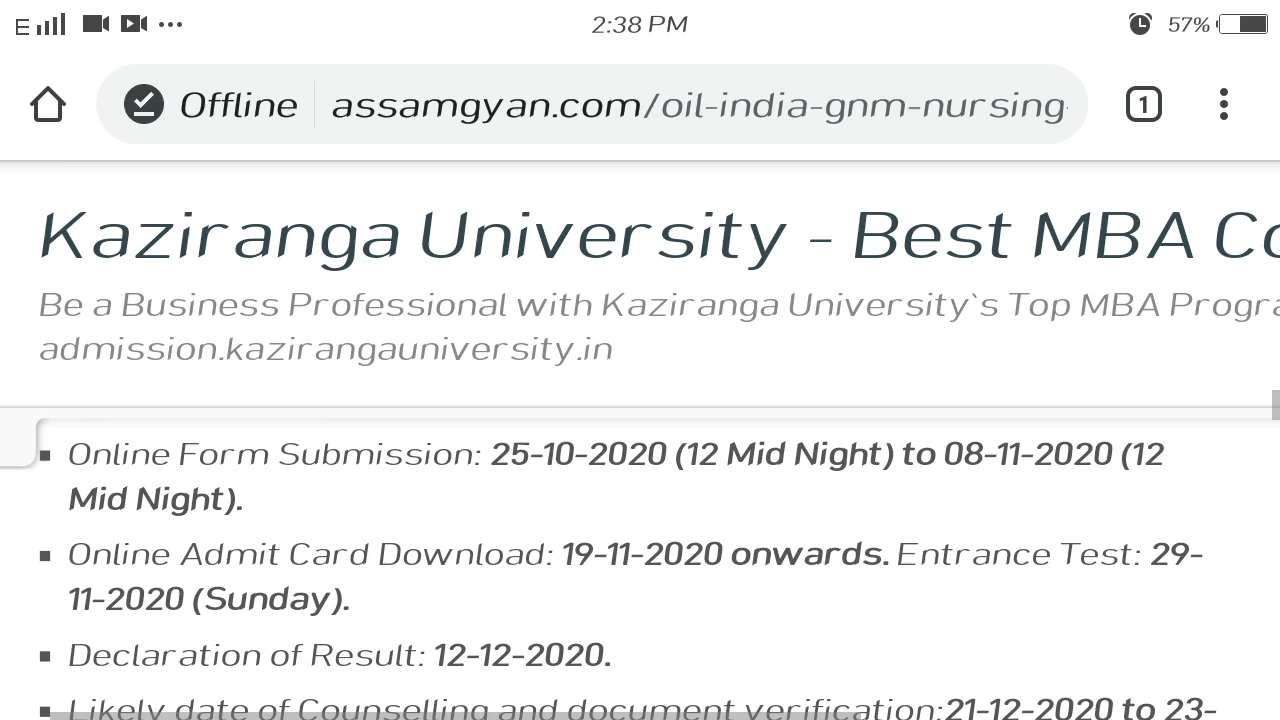 E 2:38 PM 57%
Offline assamgyan.com/oil-india-gnm-nursing 1
Kaziranga University - Best MBA Co
Be a Business Professional with Kaziranga University`s Top MBA Progra
admission.kazirangauniversity.in
Online Form Submission: 25-10-2020 (12 Mid Night) to 08-11-2020 (12
Mid Night).
Online Admit Card Download: 19-11-2020 onwards. Entrance Test: 29-
11-2020 (Sunday).
Declaration of Result: 12-12-2020.
Likely date of Counselling and document verification:21-12-2020 to 23-